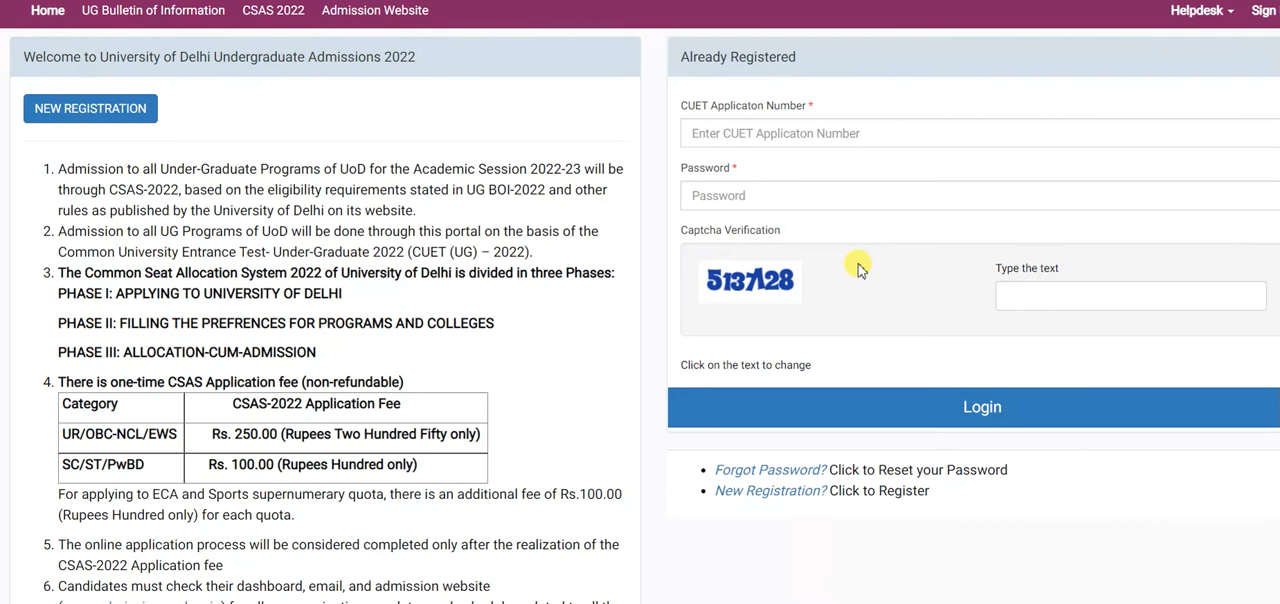 Home UG Bulletin of Information CSAS 2022 Admission Website Helpdesk Sign
Welcome to University of Delhi Undergraduate Admissions 2022
NEW REGISTRATION
1. Admission to all Under-Graduate Programs of UoD for the Academic Session 2022-23 will be
through CSAS-2022, based on the eligibility requirements stated in UG BOI-2022 and other
rules as published by the University of Delhi on its website.
2. Admission to all UG Programs of UoD will be done through this portal on the basis of the
Common University Entrance Test- Under-Graduate 2022 (CUET (UG) – 2022).
3. The Common Seat Allocation System 2022 of University of Delhi is divided in three Phases:
PHASE I: APPLYING TO UNIVERSITY OF DELHI
PHASE II: FILLING THE PREFRENCES FOR PROGRAMS AND COLLEGES
PHASE III: ALLOCATION-CUM-ADMISSION
4. There is one-time CSAS Application fee (non-refundable)
Category CSAS-2022 Application Fee
UR/OBC-NCL/EWS Rs. 250.00 (Rupees Two Hundred Fifty only)
SC/ST/PwBD Rs. 100.00 (Rupees Hundred only)
For applying to ECA and Sports supernumerary quota, there is an additional fee of Rs.100.00
(Rupees Hundred only) for each quota.
5. The online application process will be considered completed only after the realization of the
CSAS-2022 Application fee
6. Candidates must check their dashboard, email, and admission website
Already Registered
CUET Applicaton Number *
Enter CUET Applicaton Number
Password *
Password
Captcha Verification
Type the text
Click on the text to change
Login
• Forgot Password? Click to Reset your Password
• New Registration? Click to Register